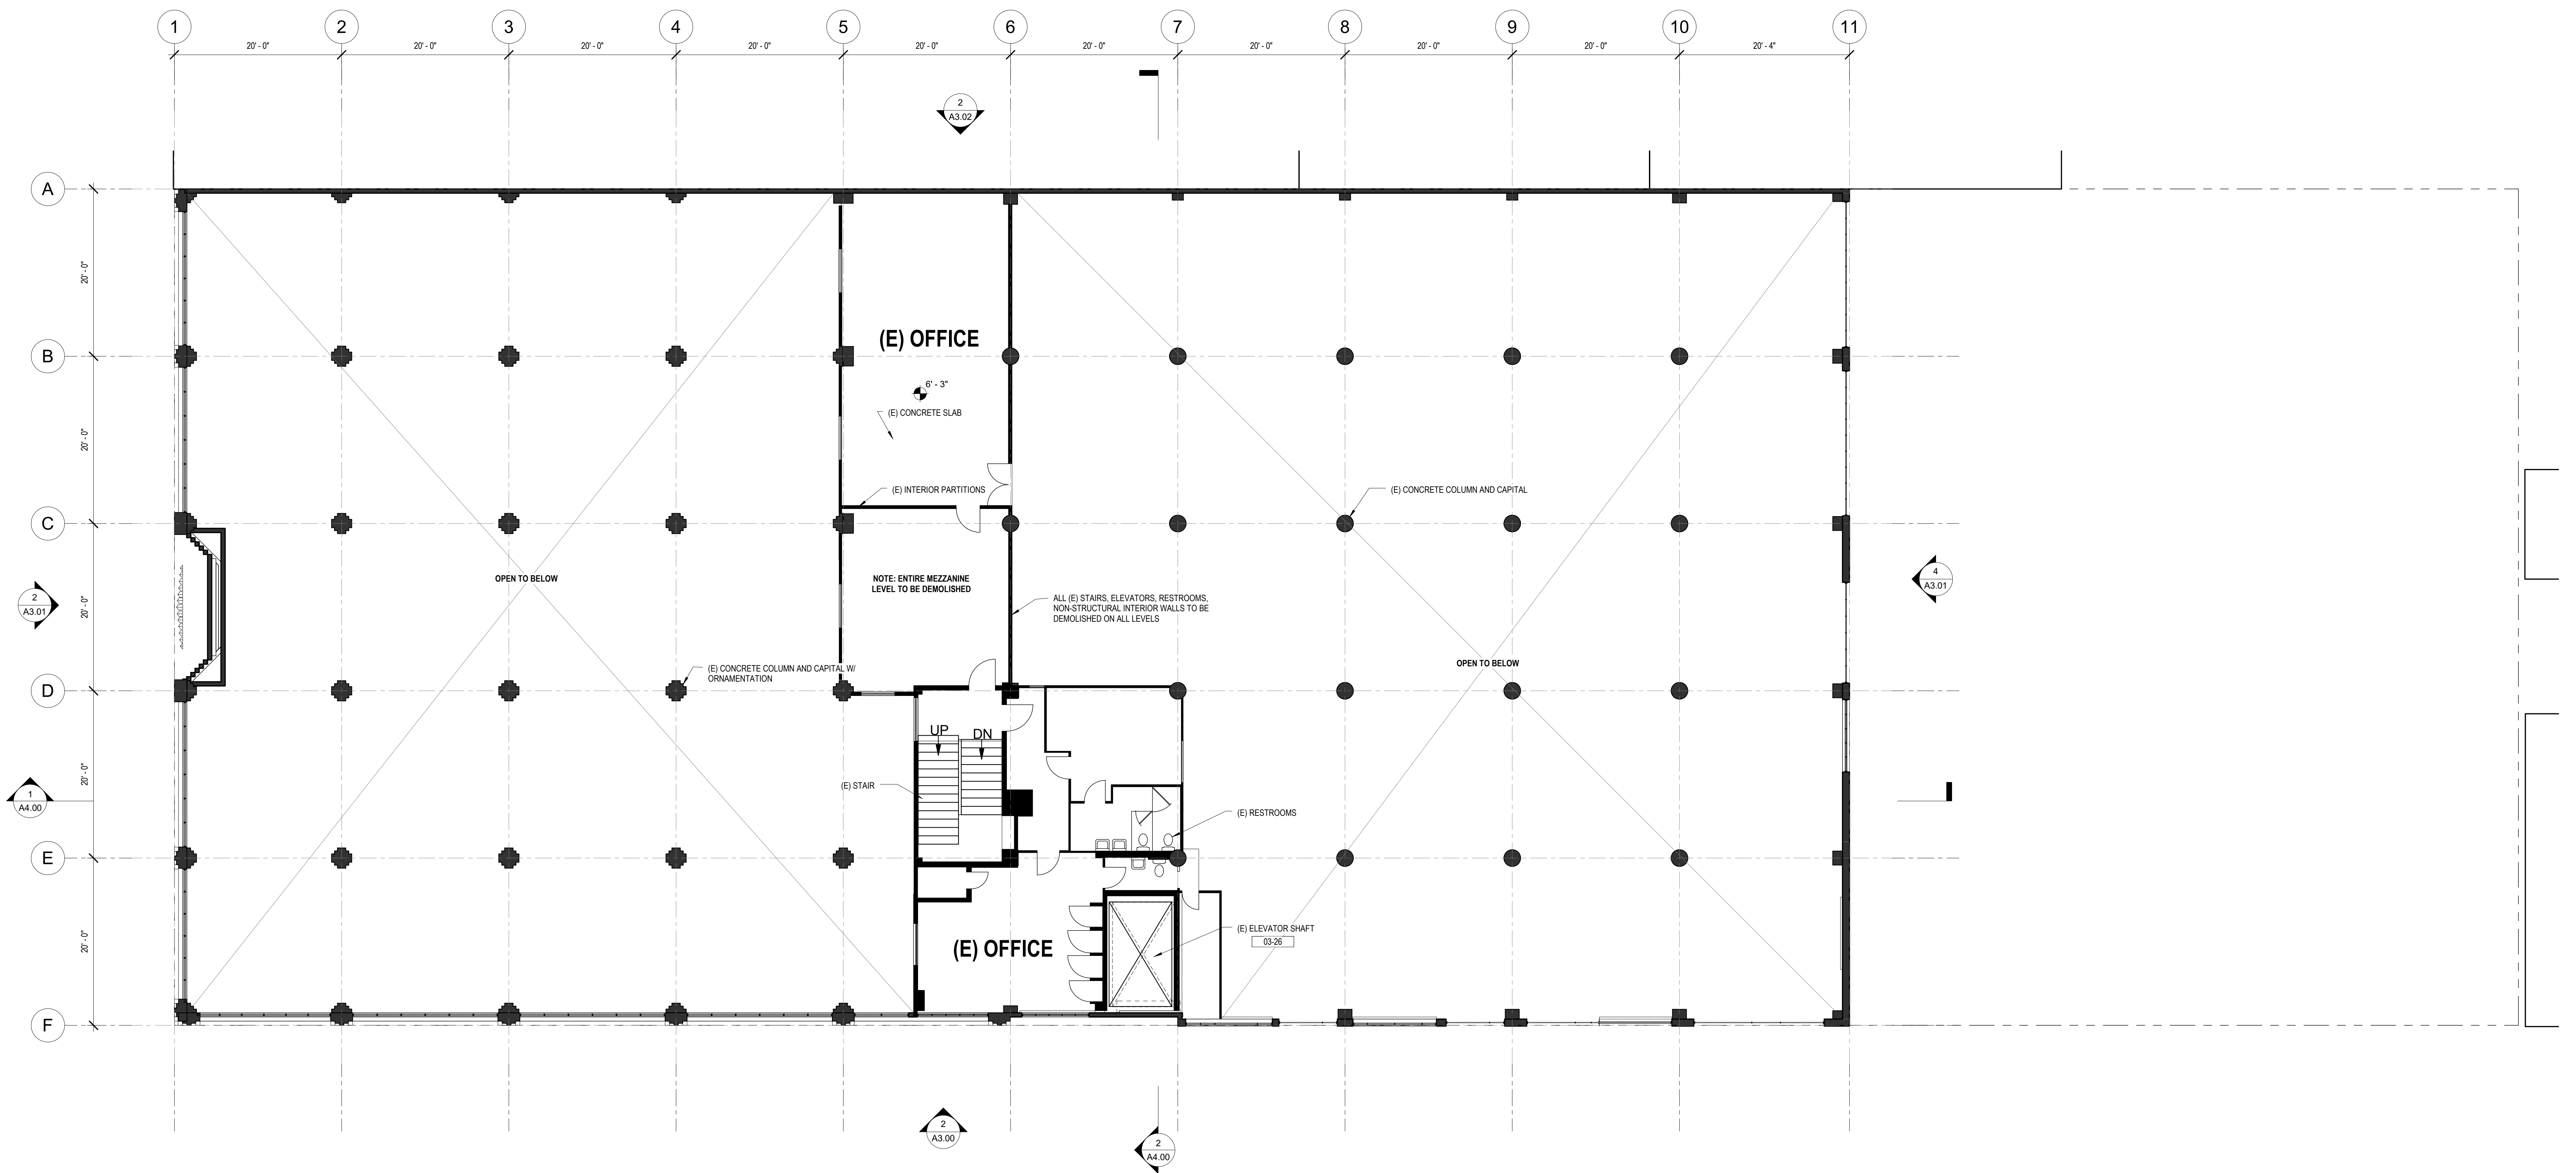 1 2 3 4 5 6 7 8 9 10 11
20' - 0" 20' - 0" 20' - 0" 20' - 0" 20' - 0" 20' - 0" 20' - 0" 20' - 0" 20' - 0" 20' - 4"
2
A3.02
A
20' - 0"
B
(E) OFFICE
6' - 3"
(E) CONCRETE SLAB
20' - 0"
(E) INTERIOR PARTITIONS
(E) CONCRETE COLUMN AND CAPITAL
C
OPEN TO BELOW
NOTE: ENTIRE MEZZANINE
LEVEL TO BE DEMOLISHED
4
A3.01
2
A3.01
20' - 0"
ALL (E) STAIRS, ELEVATORS, RESTROOMS,
NON-STRUCTURAL INTERIOR WALLS TO BE
DEMOLISHED ON ALL LEVELS
OPEN TO BELOW
(E) CONCRETE COLUMN AND CAPITAL W/
ORNAMENTATION
D
UP DN
20' - 0"
(E) STAIR
1
A4.00
(E) RESTROOMS
E
20' - 0"
(E) OFFICE
(E) ELEVATOR SHAFT
03-26
F
2
A3.00
2
A4.00